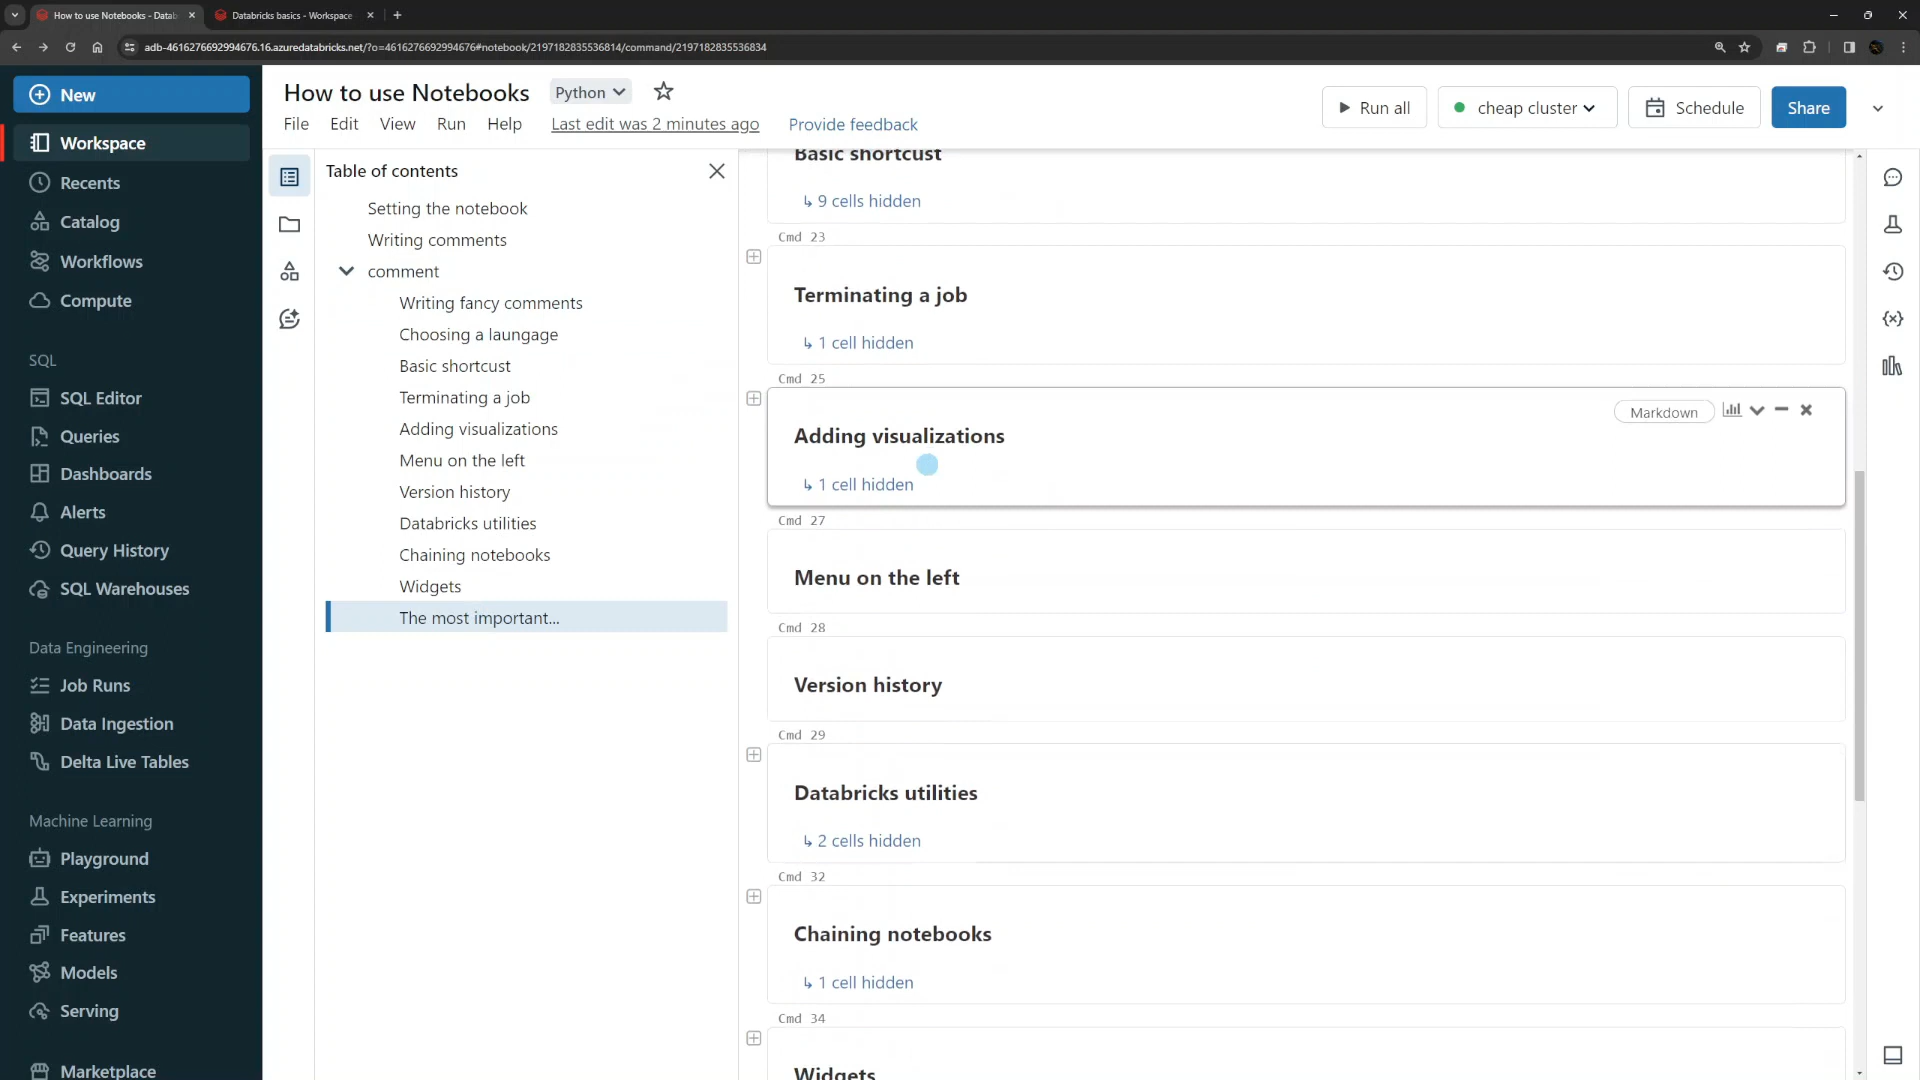 How to use Notebooks - Datab
Databricks basics - Workspace
adb-4616276692994676.16.azuredatabricks.net/?o=4616276692994676#notebook/2197182835536814/command/2197182835536834
New
Workspace
Recents
Catalog
Workflows
Compute
SQL
SQL Editor
Queries
Dashboards
Alerts
Query History
SQL Warehouses
Data Engineering
Job Runs
Data Ingestion
Delta Live Tables
Machine Learning
Playground
Experiments
Features
Models
Serving
Marketplace
How to use Notebooks
Python
File
Edit
View
Run
Help
Last edit was 2 minutes ago
Provide feedback
Run all
cheap cluster
Schedule
Share
Table of contents
Setting the notebook
Writing comments
comment
Writing fancy comments
Choosing a laungage
Basic shortcust
Terminating a job
Adding visualizations
Menu on the left
Version history
Databricks utilities
Chaining notebooks
Widgets
The most important...
Basic shortcust
9 cells hidden
Cmd 23
Terminating a job
1 cell hidden
Cmd 25
Markdown
Adding visualizations
1 cell hidden
Cmd 27
Menu on the left
Cmd 28
Version history
Cmd 29
Databricks utilities
2 cells hidden
Cmd 32
Chaining notebooks
1 cell hidden
Cmd 34
Widgets